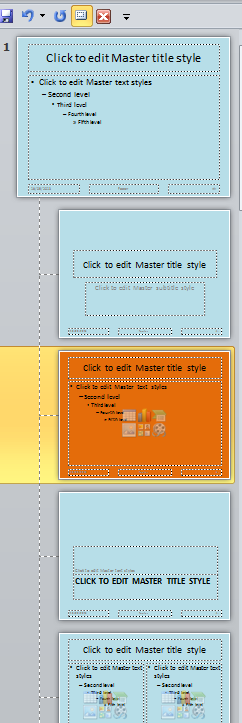 1
Click to edit Master title style
• Click to edit Master text styles
– Second level
• Third level
– Fourth level
» Fifth level
Click to edit Master title style
Click to edit Master subtitle style
Click to edit Master title style
• Click to edit Master text styles
– Second level
• Third level
– Fourth level
» Fifth level
Click to edit Master text styles
CLICK TO EDIT MASTER TITLE STYLE
Click to edit Master title style
• Click to edit Master text styles
– Second level
• Third level
• Click to edit Master text styles
– Second level
• Third level